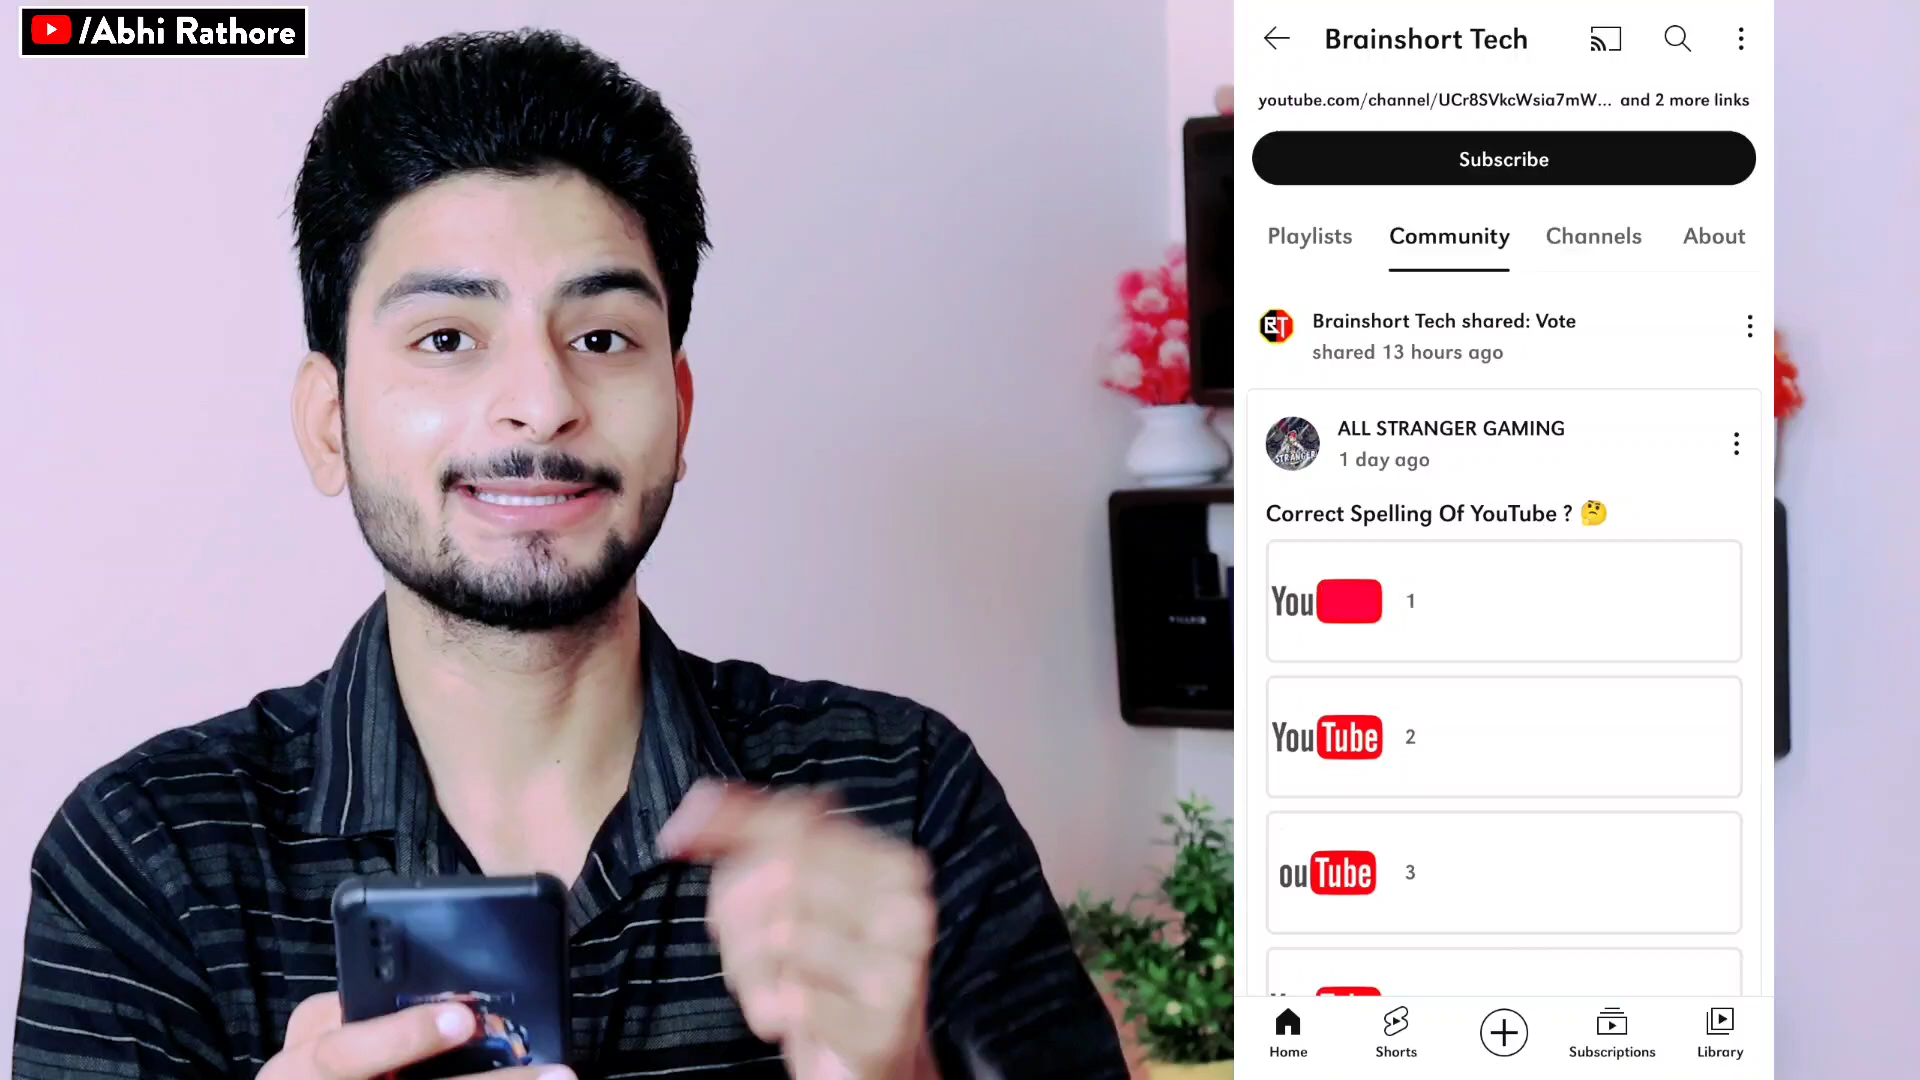 /Abhi Rathore
Brainshort Tech
youtube.com/channel/UCr8SVkcWsia7mW... and 2 more links
Subscribe
Playlists Community Channels About
Brainshort Tech shared: Vote
shared 13 hours ago
ALL STRANGER GAMING
1 day ago
Correct Spelling Of YouTube ? 🤔
You 1
YouTube 2
ouTube 3
Home Shorts Subscriptions Library
RT
STRANGER